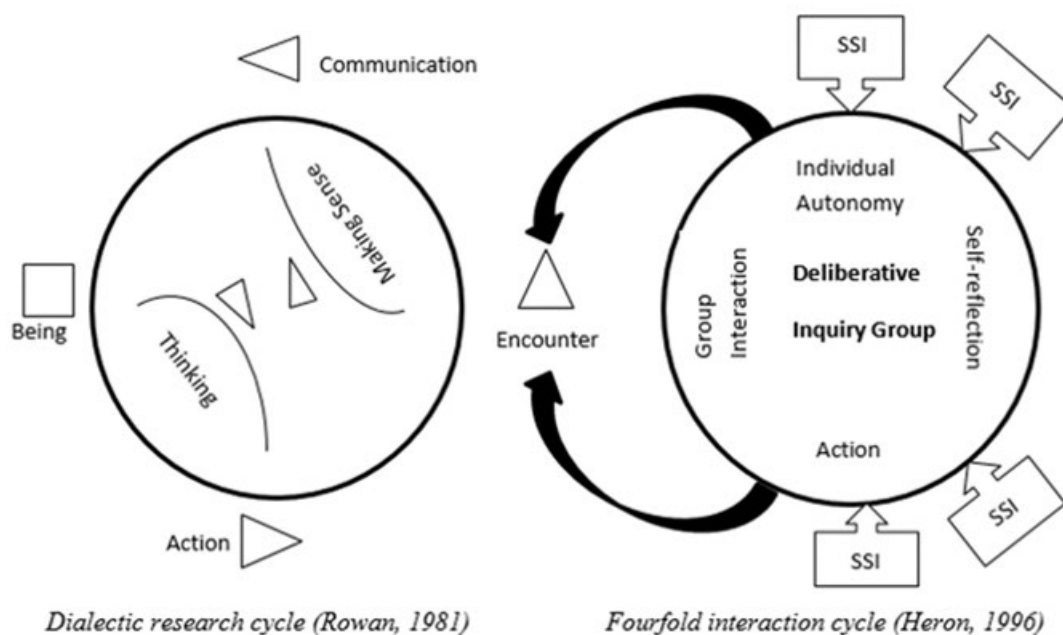 Communication
Making Sense
Being
Thinking
Action
Encounter
SSI
SSI
Individual
Autonomy
Group
Interaction
Deliberative
Inquiry Group
Self-reflection
Action
SSI
SSI
Dialectic research cycle (Rowan, 1981)
Fourfold interaction cycle (Heron, 1996)